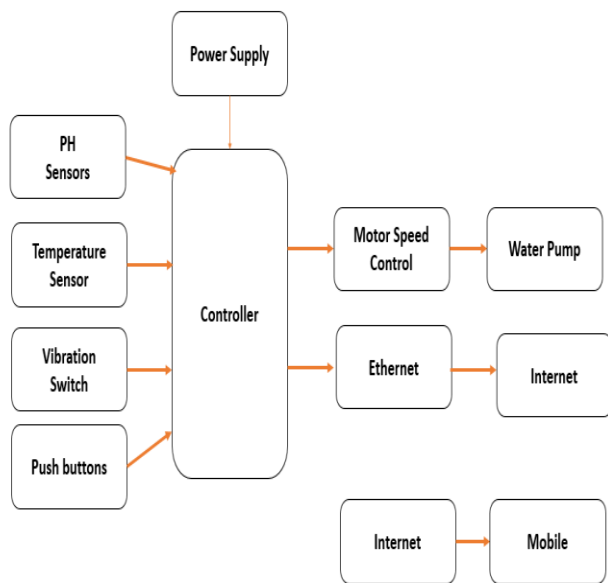 Power Supply
PH
Sensors
Temperature
Sensor
Vibration
Switch
Push buttons
Controller
Motor Speed
Control
Water Pump
Ethernet
Internet
Internet
Mobile